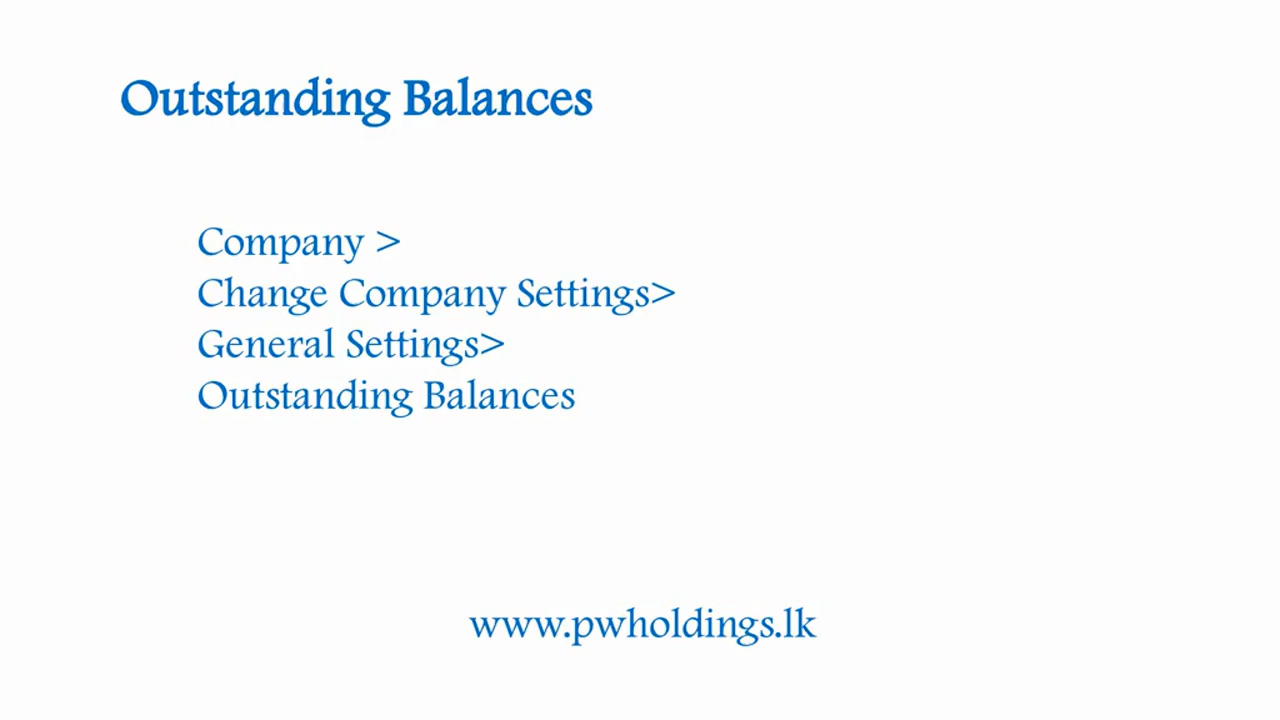 Outstanding Balances
Company >
Change Company Settings>
General Settings>
Outstanding Balances
www.pwholdings.lk